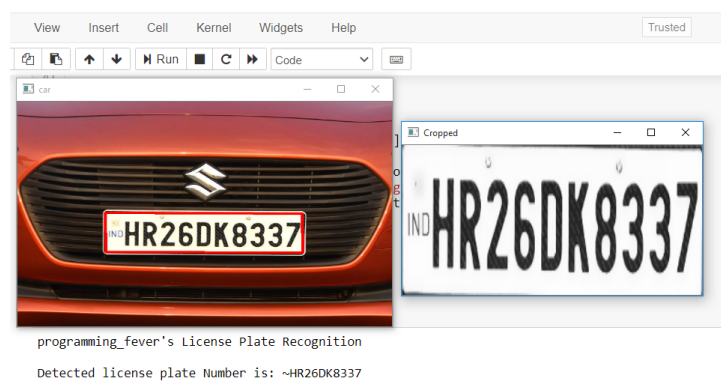 View Insert Cell Kernel Widgets Help Trusted
Run Code
car
Cropped
IND HR26DK8337
IND HR26DK8337
programming_fever's License Plate Recognition
Detected license plate Number is: ~HR26DK8337